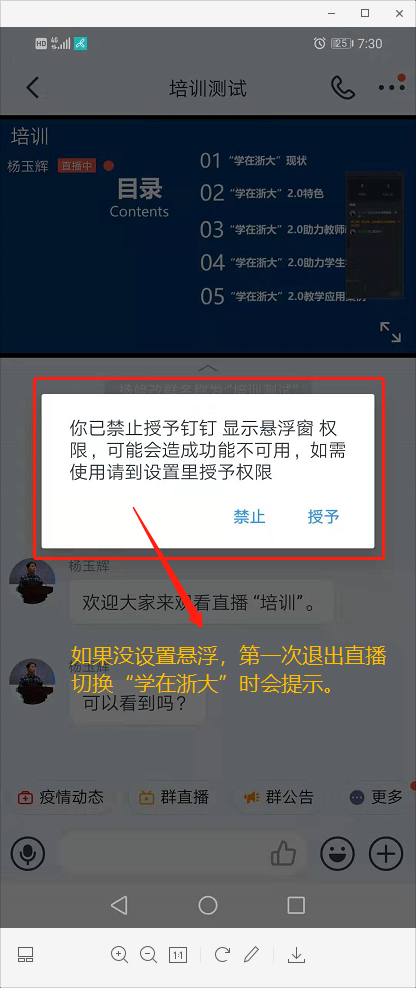 HD 4G 25 7:30
培训测试
培训
杨玉辉 直播中
目录
Contents
01 “学在浙大”现状
02 “学在浙大”2.0特色
03 “学在浙大”2.0助力教师
04 “学在浙大”2.0助力学生
05 “学在浙大”2.0教学应用案例
你已禁止授予钉钉 显示悬浮窗 权
限，可能会造成功能不可用，如需
使用请到设置里授予权限
禁止 授予
杨玉辉
欢迎大家来观看直播“培训”。
如果没设置悬浮，第一次退出直播
切换“学在浙大”时会提示。
杨玉辉
可以看到吗？
疫情动态 群直播 群公告 更多
1:1